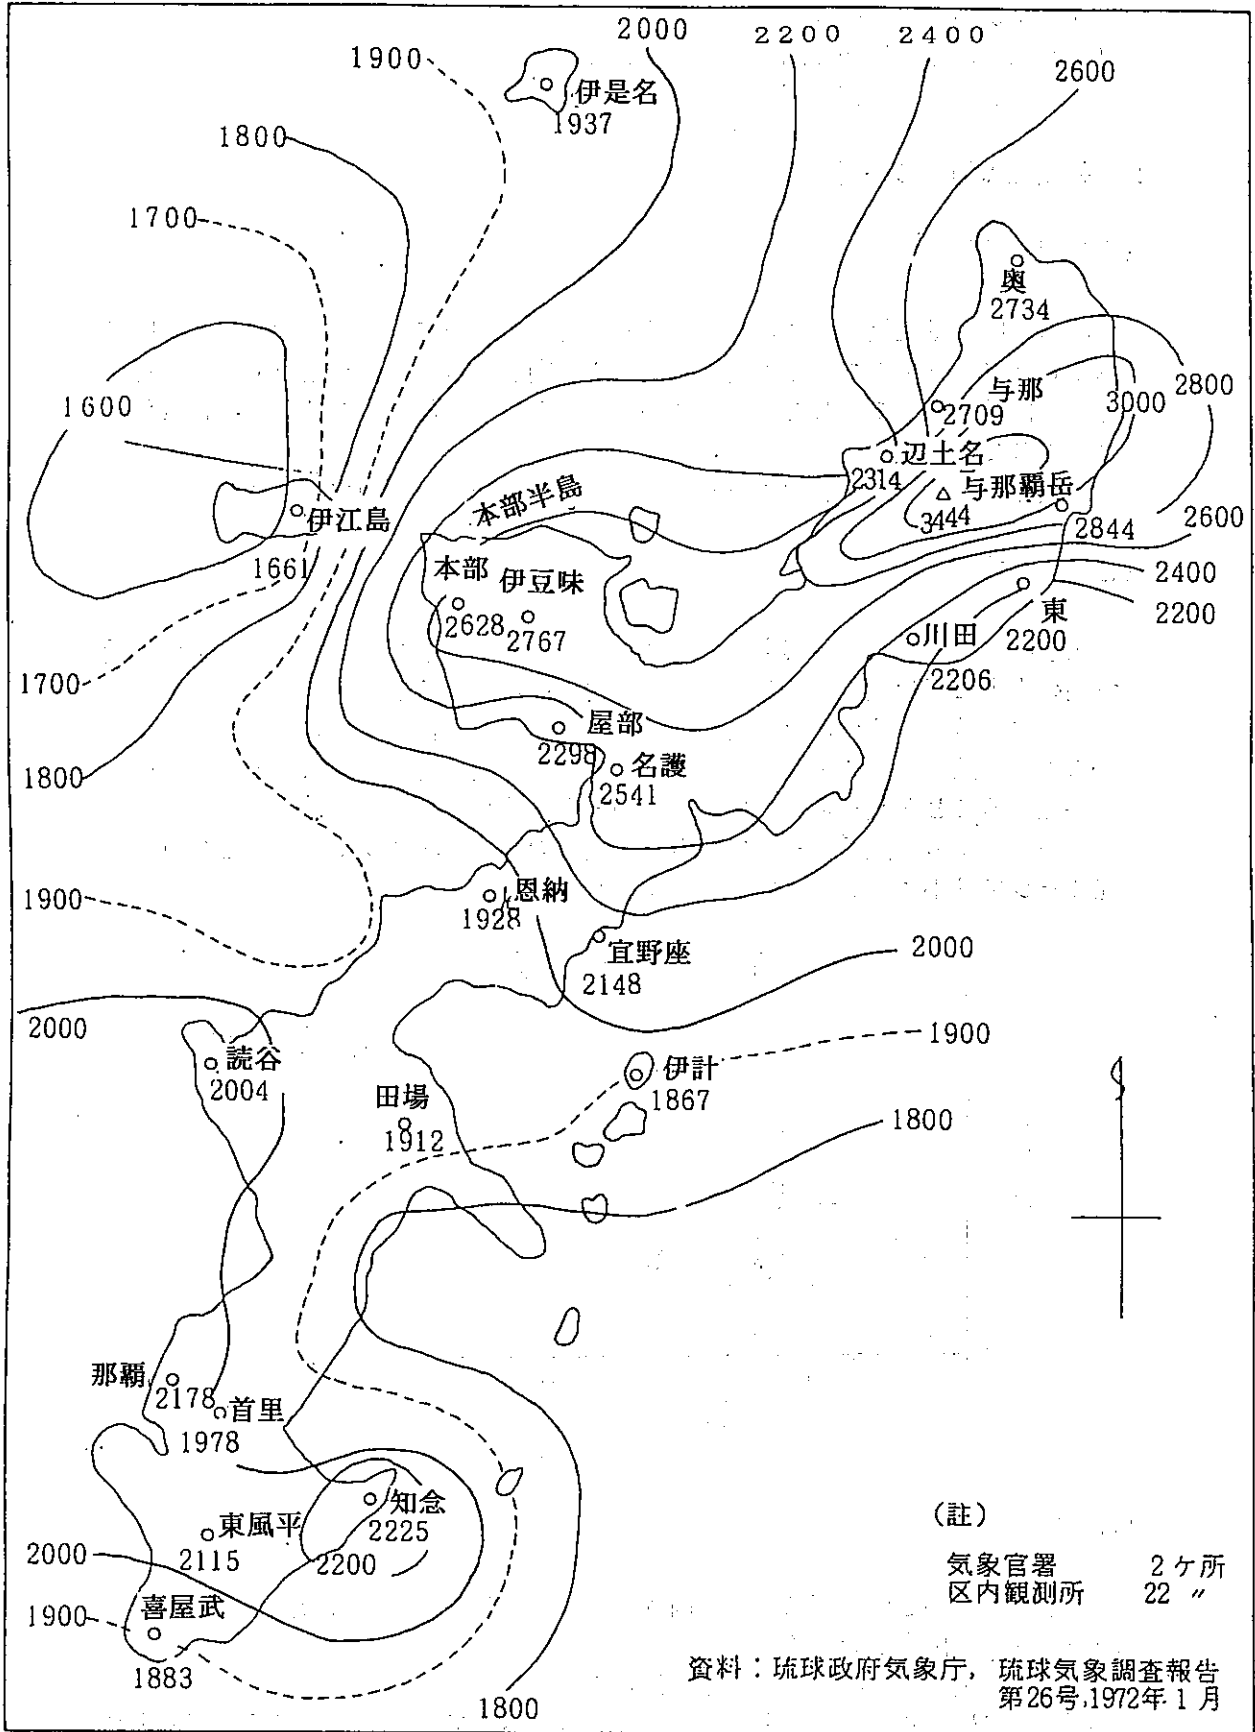 2000
2200
2400
1900
2600
伊是名
1937
1800
1700
奥
2734
1600
与那
2709
2800
3000
辺土名
2314
与那覇岳
3444
2844
2600
本部半島
伊江島
1661
本部
2628
伊豆味
2767
2400
2200
東
2200
川田
2206
1700
屋部
2298
名護
2541
1800
1900
恩納
1928
宜野座
2148
2000
2000
読谷
2004
1900
伊計
1867
田場
1912
1800
那覇
2178
首里
1978
知念
2225
東風平
2115
2200
2000
喜屋武
1900
1883
1800
(註)
気象官署 2ケ所
区内観測所 22 〃
資料：琉球政府気象庁, 琉球気象調査報告
第26号,1972年1月